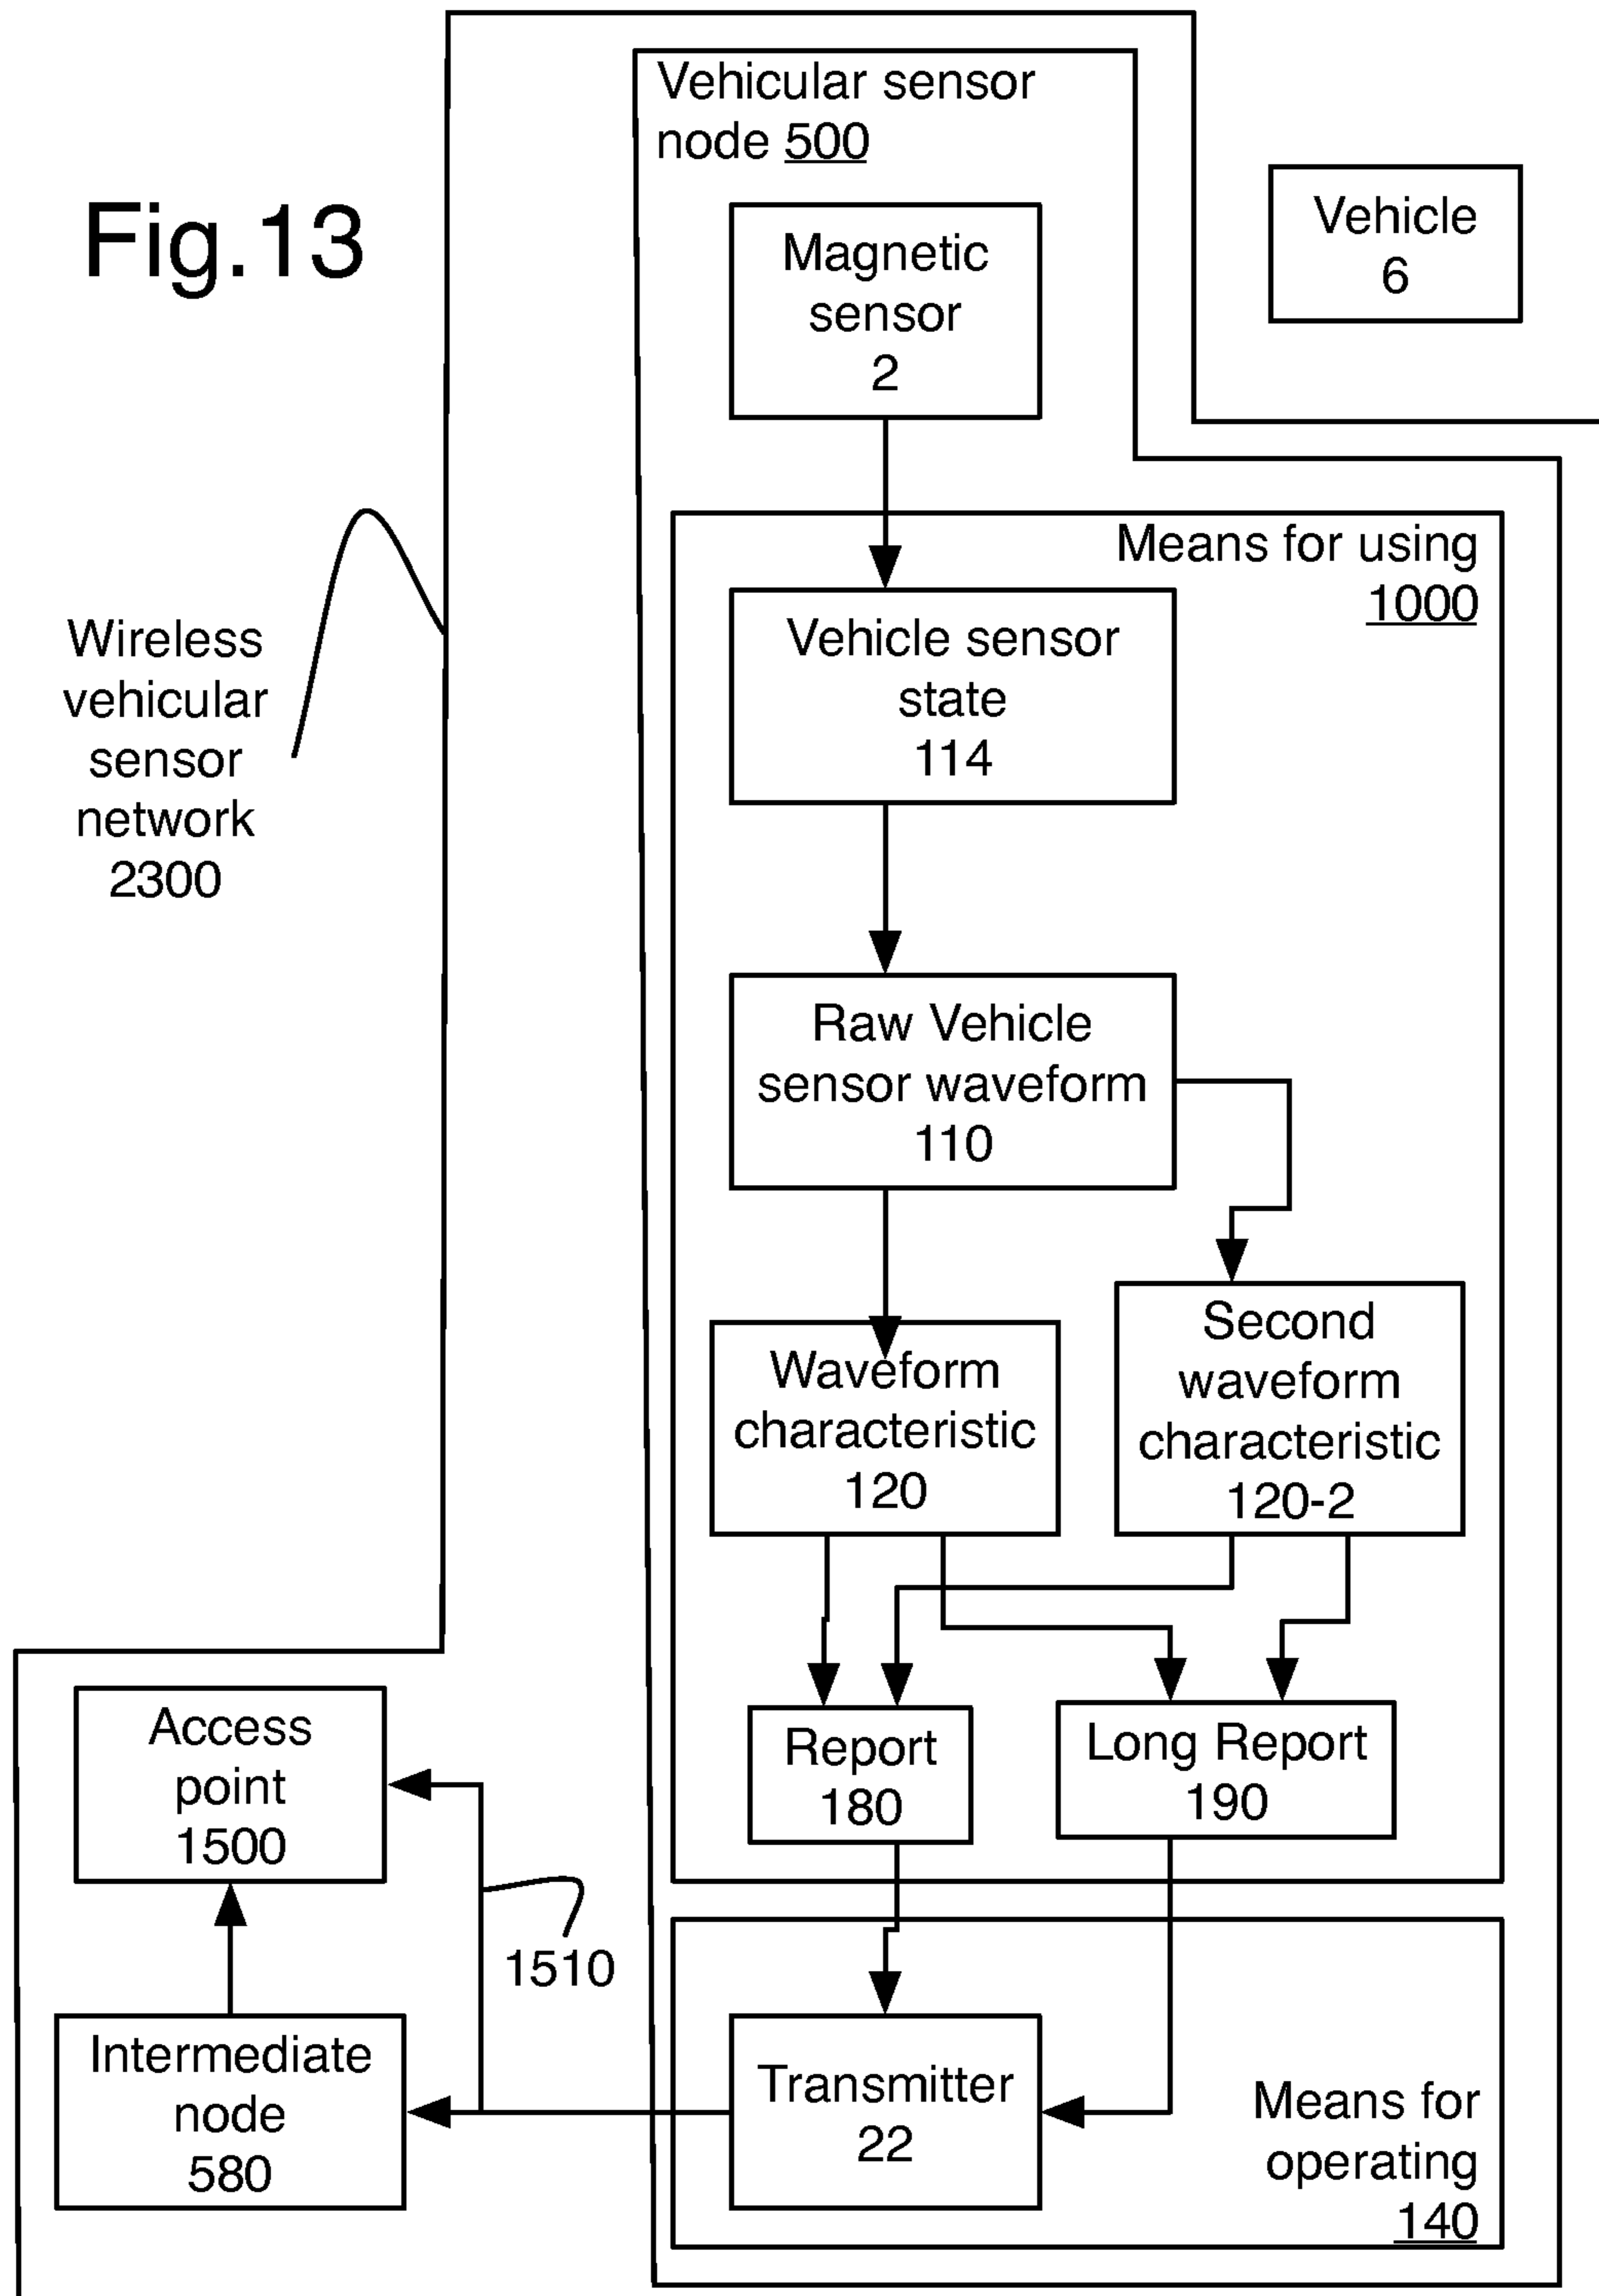 Fig.13
Vehicular sensor
node 500
Vehicle
6
Magnetic
sensor
2
Means for using
1000
Wireless
vehicular
sensor
network
2300
Vehicle sensor
state
114
Raw Vehicle
sensor waveform
110
Waveform
characteristic
120
Second
waveform
characteristic
120-2
Report
180
Long Report
190
Access
point
1500
1510
Intermediate
node
580
Transmitter
22
Means for
operating
140